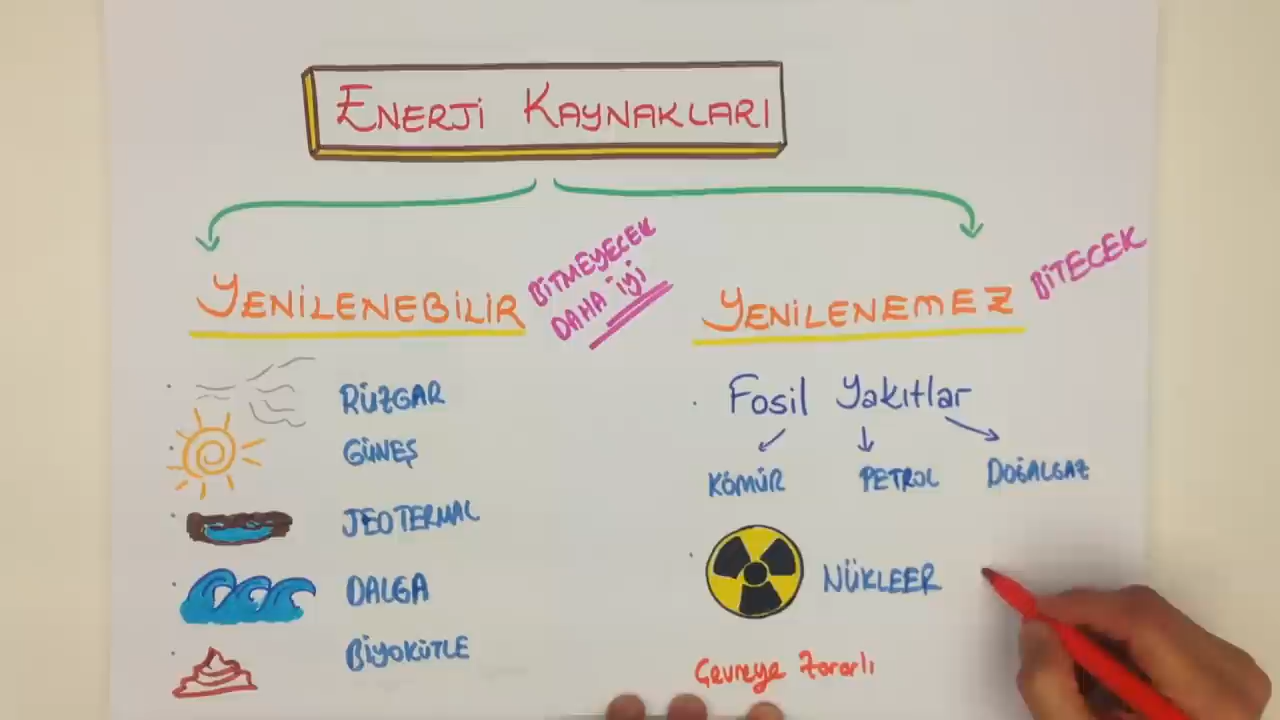 ENERJİ KAYNAKLARI
YENİLENEBİLİR
BİTMEYECEK
DAHA İYİ
RÜZGAR
GÜNEŞ
JEOTERMAL
DALGA
BİYOKÜTLE
YENİLENEMEZ
BİTECEK
Fosil Yakıtlar
KÖMÜR PETROL DOĞALGAZ
NÜKLEER
Çevreye Zararlı